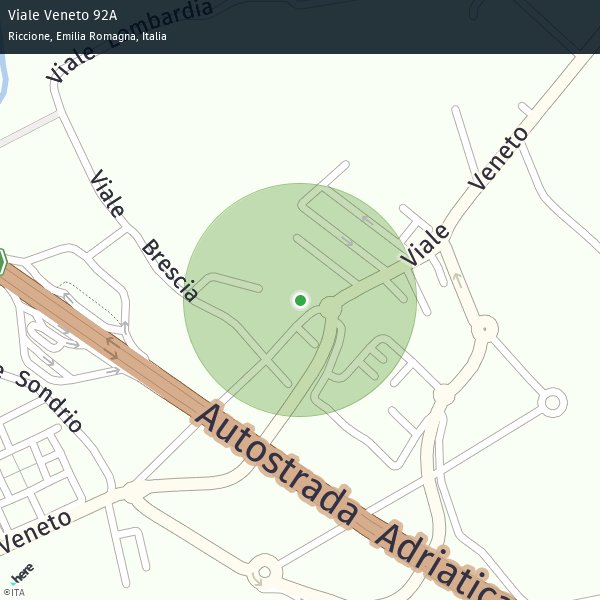 Viale Veneto 92A
Riccione, Emilia Romagna, Italia
Viale Lombardia
Viale Brescia
Viale Veneto
Sondrio
Autostrada Adriatica
Veneto
here
©ITA